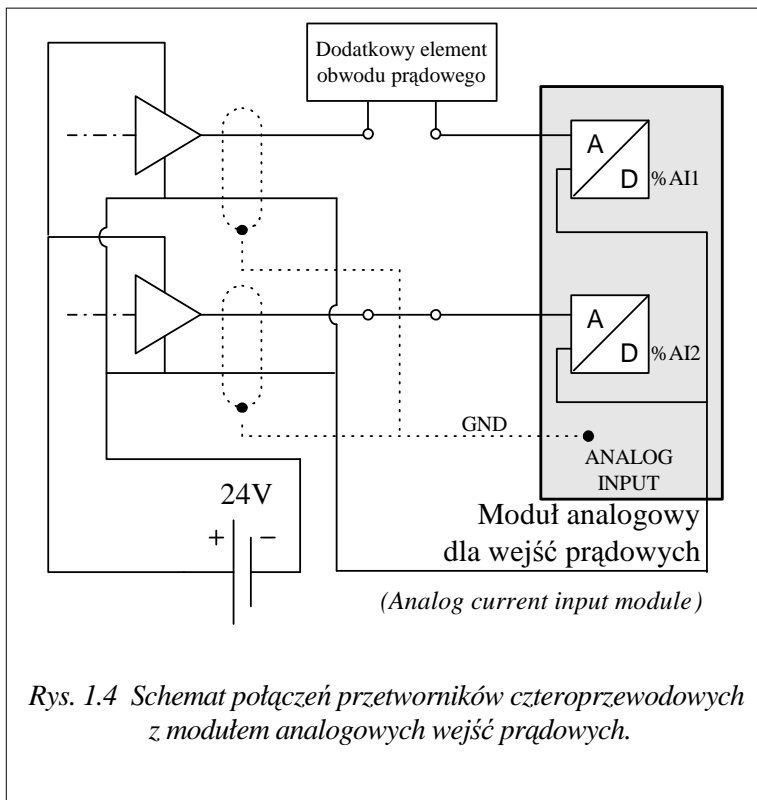 Dodatkowy element
obwodu prądowego
A
D
%AI1
A
D
%AI2
GND
ANALOG
INPUT
24V
+
−
Moduł analogowy
dla wejść prądowych
(Analog current input module)
Rys. 1.4 Schemat połączeń przetworników czteroprzewodowych
z modułem analogowych wejść prądowych.